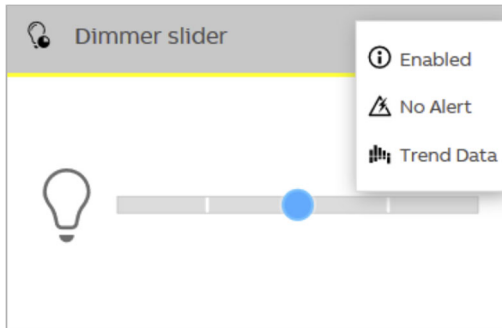 Dimmer slider
Enabled
No Alert
Trend Data